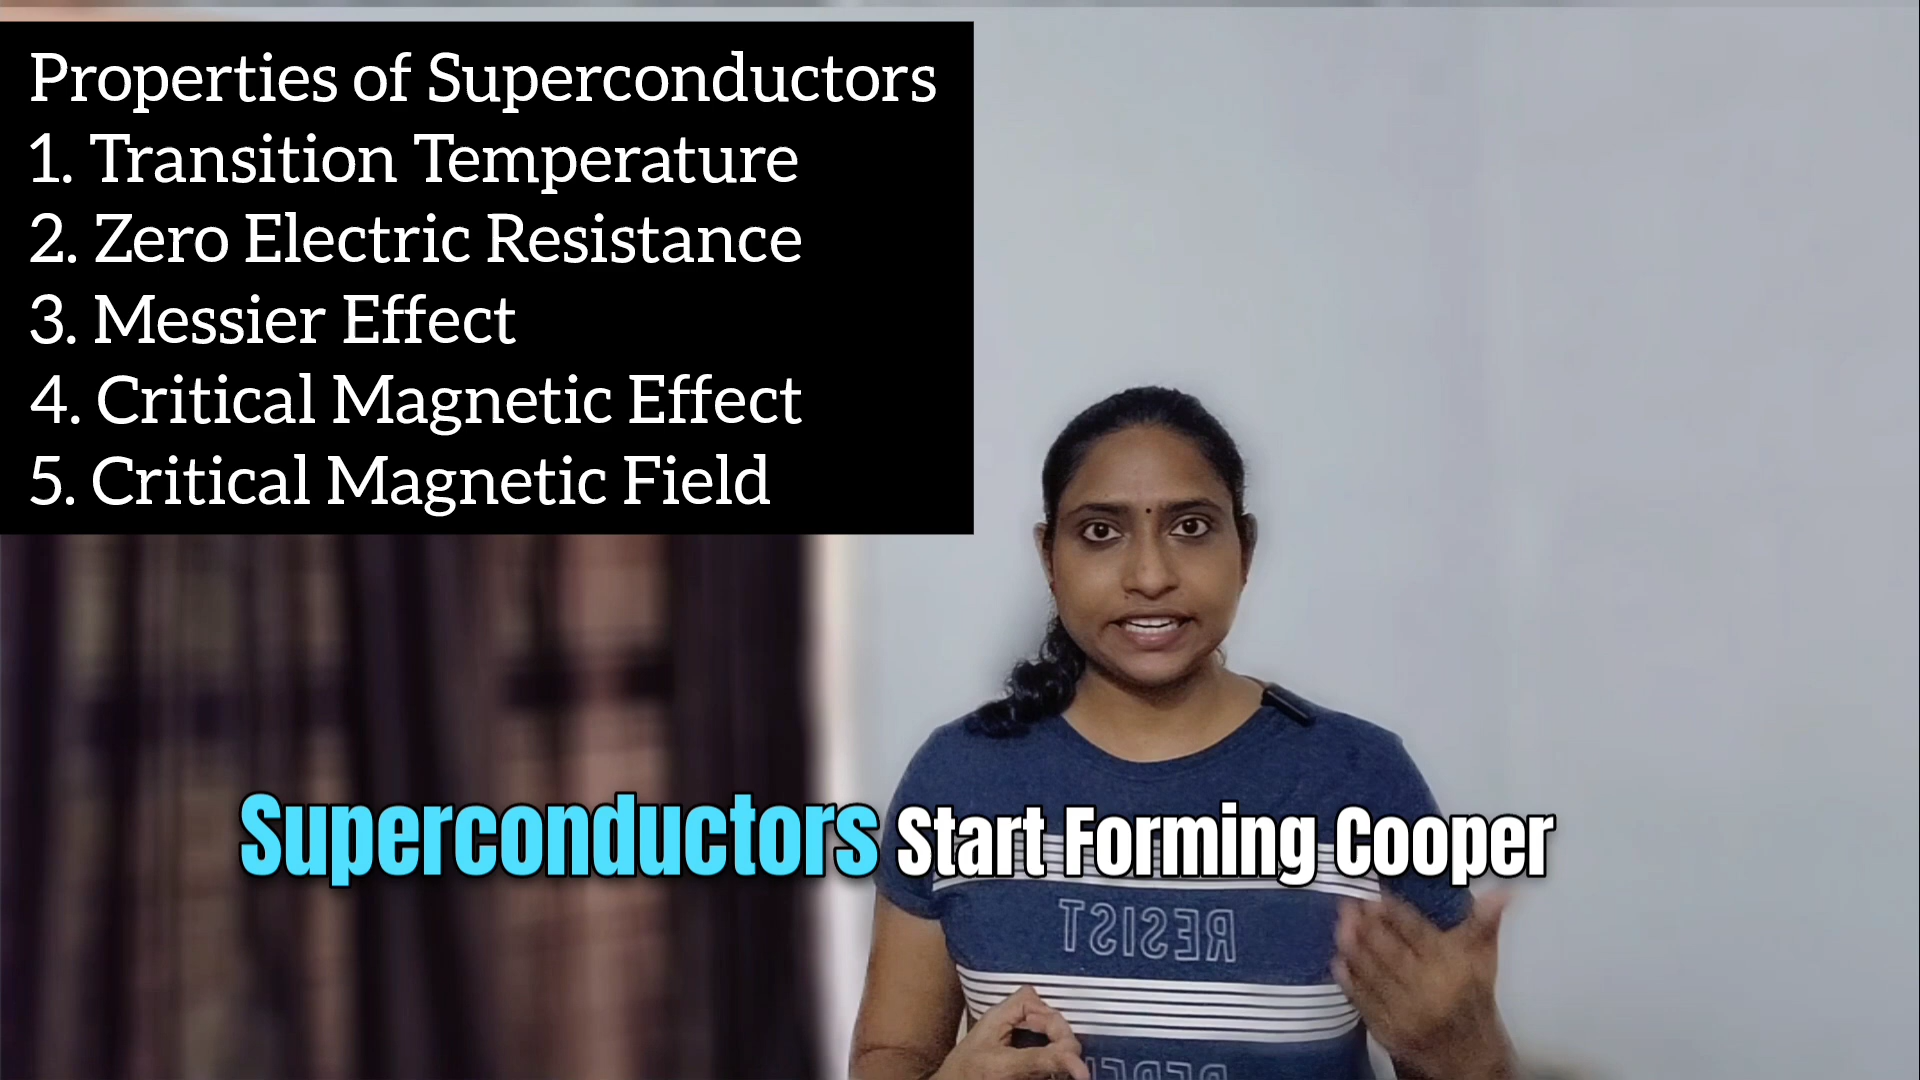 Properties of Superconductors
1. Transition Temperature
2. Zero Electric Resistance
3. Messier Effect
4. Critical Magnetic Effect
5. Critical Magnetic Field
Superconductors Start Forming Cooper
RESIST